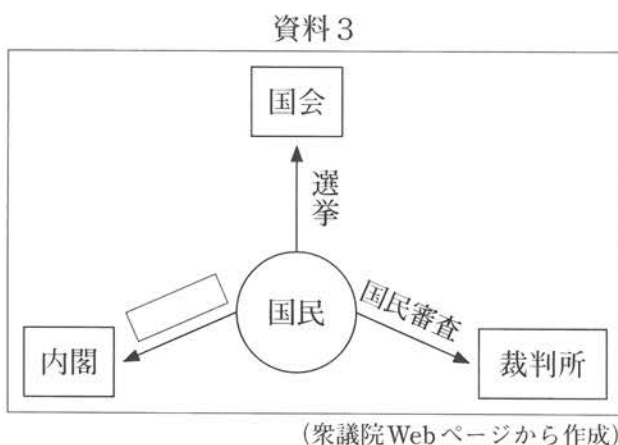 資料3
国会
選挙
国民
国民審査
内閣
裁判所
(衆議院Webページから作成)